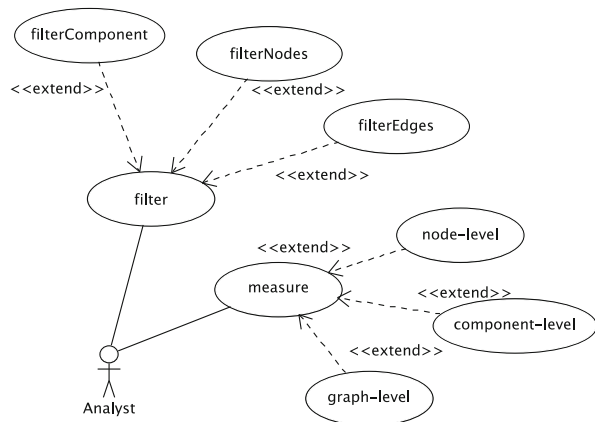 filterComponent
filterNodes
<<extend>>
<<extend>>
filterEdges
<<extend>>
filter
node-level
<<extend>>
measure
<<extend>>
component-level
<<extend>>
graph-level
Analyst